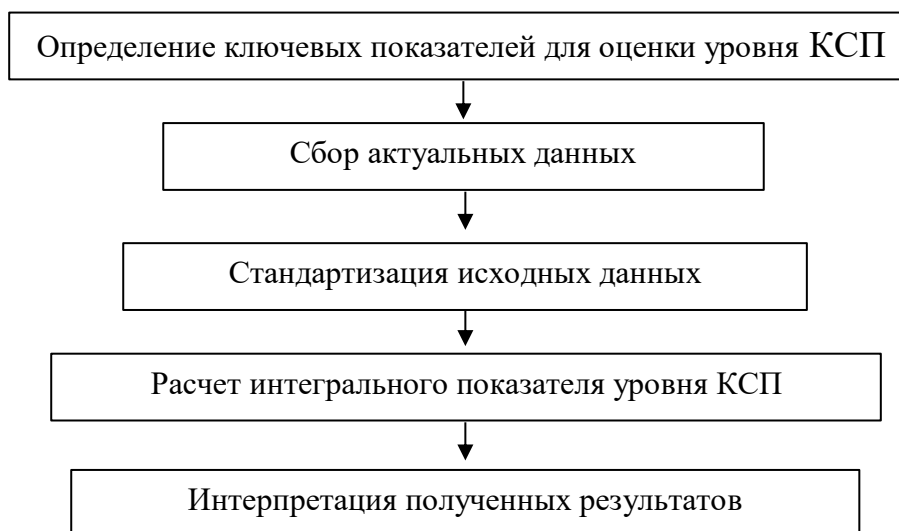 Определение ключевых показателей для оценки уровня КСП
Сбор актуальных данных
Стандартизация исходных данных
Расчет интегрального показателя уровня КСП
Интерпретация полученных результатов